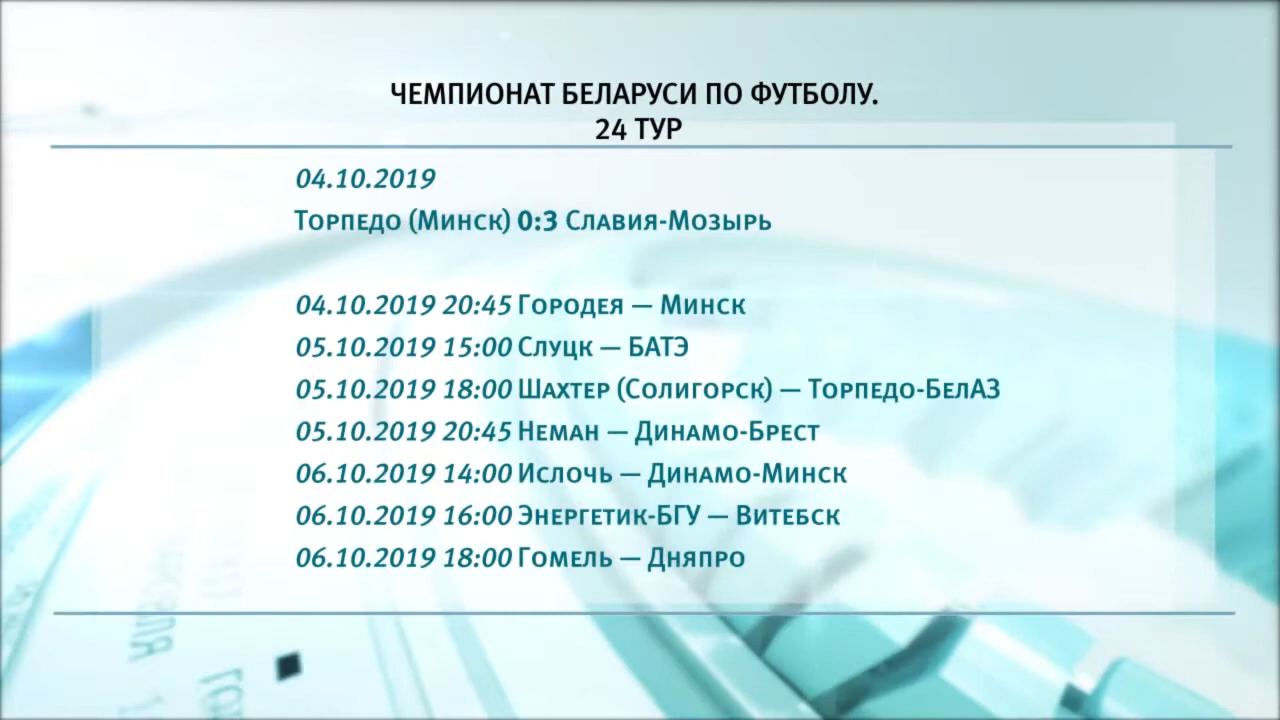 ЧЕМПИОНАТ БЕЛАРУСИ ПО ФУТБОЛУ.
24 ТУР
04.10.2019
Торпедо (Минск) 0:3 Славия-Мозырь
04.10.2019 20:45 Городея — Минск
05.10.2019 15:00 Слуцк — БАТЭ
05.10.2019 18:00 Шахтер (Солигорск) — Торпедо-БелАЗ
05.10.2019 20:45 Неман — Динамо-Брест
06.10.2019 14:00 Ислочь — Динамо-Минск
06.10.2019 16:00 Энергетик-БГУ — Витебск
06.10.2019 18:00 Гомель — Дняпро